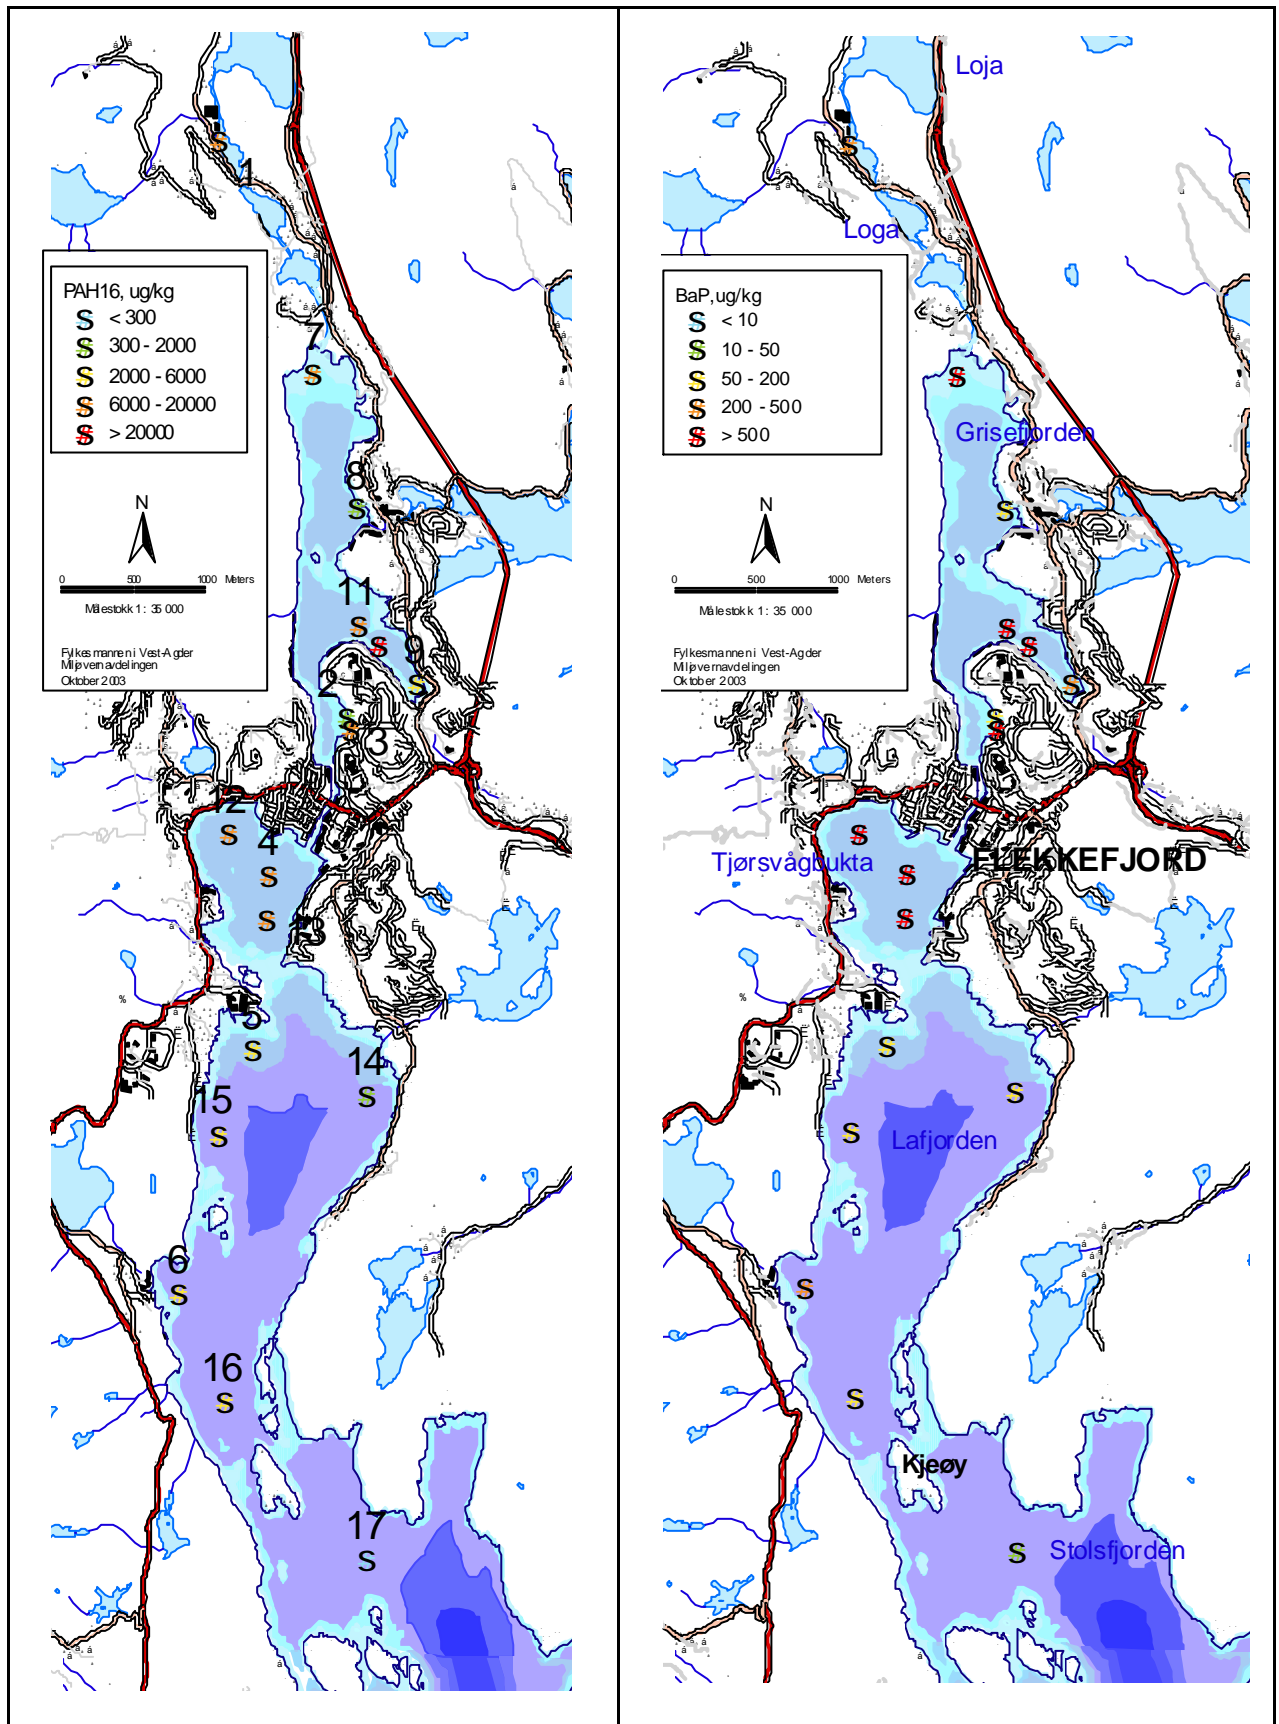 PAH16, ug/kg
S < 300
S 300 - 2000
S 2000 - 6000
S 6000 - 20000
S > 20000
N
0 500 1000 Meters
Målestokk 1: 35 000
Fylkesmannen i Vest-Agder
Miljøvernavdelingen
Oktober 2003
1
7
8
11
9
2
3
12
4
13
5
14
15
6
16
17
Loja
Loga
BaP, ug/kg
S < 10
S 10 - 50
S 50 - 200
S 200 - 500
S > 500
N
0 500 1000 Meters
Målestokk 1: 35 000
Fylkesmannen i Vest-Agder
Miljøvernavdelingen
Oktober 2003
Grisefjorden
Tjørsvågbukta
FLEKKEFJORD
Lafjorden
Kjeøy
Stolsfjorden